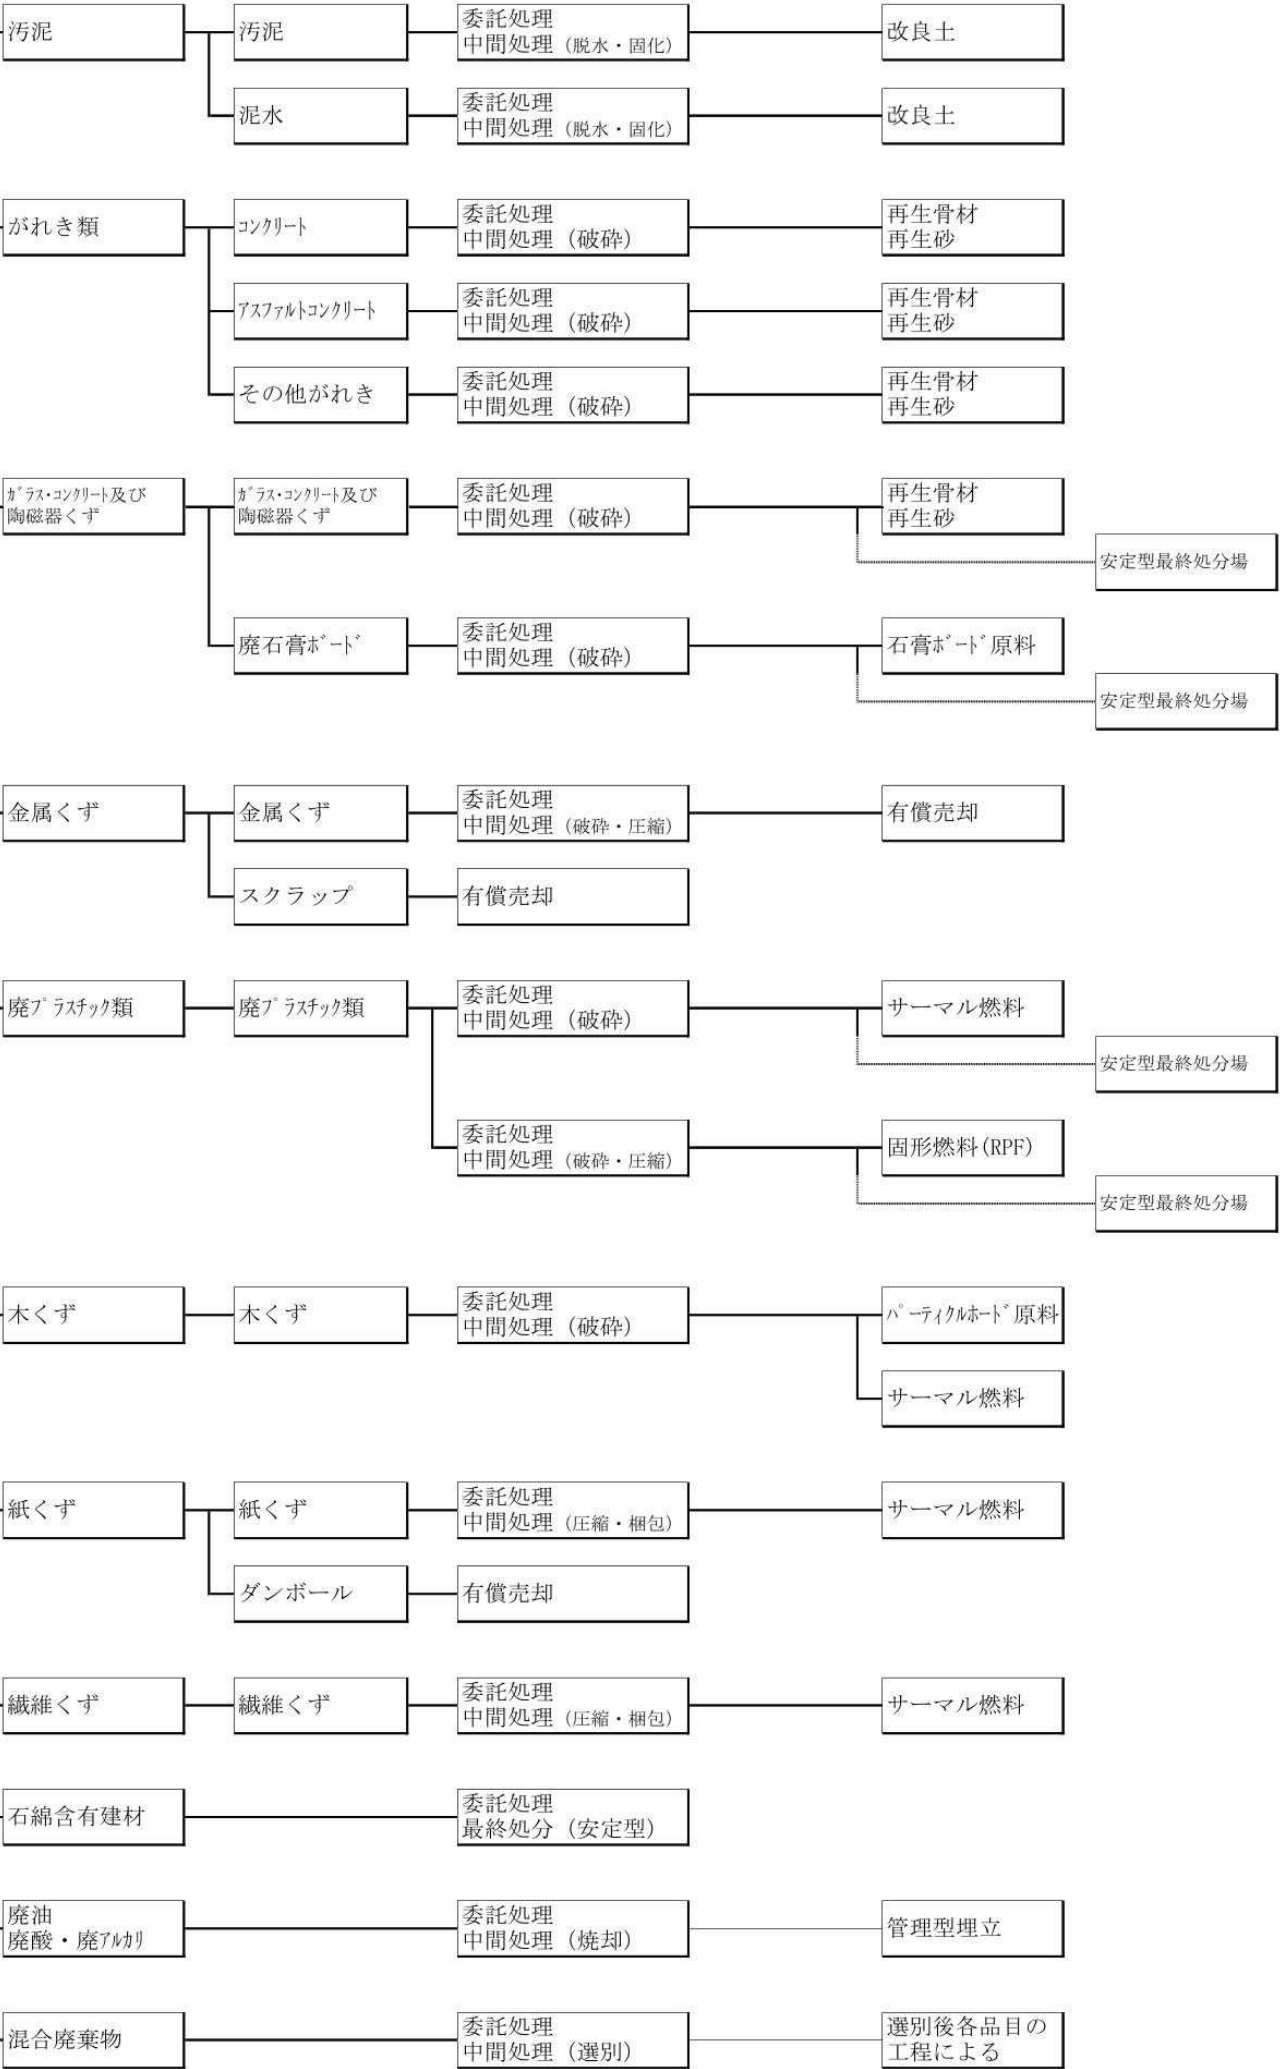 汚泥
汚泥
委託処理
中間処理（脱水・固化）
改良土
泥水
委託処理
中間処理（脱水・固化）
改良土
がれき類
ｺﾝｸﾘｰﾄ
委託処理
中間処理（破砕）
再生骨材
再生砂
ｱｽﾌｧﾙﾄｺﾝｸﾘｰﾄ
委託処理
中間処理（破砕）
再生骨材
再生砂
その他がれき
委託処理
中間処理（破砕）
再生骨材
再生砂
ｶﾞﾗｽ･ｺﾝｸﾘｰﾄ及び
陶磁器くず
ｶﾞﾗｽ･ｺﾝｸﾘｰﾄ及び
陶磁器くず
委託処理
中間処理（破砕）
再生骨材
再生砂
安定型最終処分場
廃石膏ﾎﾞｰﾄﾞ
委託処理
中間処理（破砕）
石膏ﾎﾞｰﾄﾞ原料
安定型最終処分場
金属くず
金属くず
委託処理
中間処理（破砕・圧縮）
有償売却
スクラップ
有償売却
廃ﾌﾟﾗｽﾁｯｸ類
廃ﾌﾟﾗｽﾁｯｸ類
委託処理
中間処理（破砕）
サーマル燃料
安定型最終処分場
委託処理
中間処理（破砕・圧縮）
固形燃料(RPF)
安定型最終処分場
木くず
木くず
委託処理
中間処理（破砕）
ﾊﾟｰﾃｨｸﾙﾎｰﾄﾞ原料
サーマル燃料
紙くず
紙くず
委託処理
中間処理（圧縮・梱包）
サーマル燃料
ダンボール
有償売却
繊維くず
繊維くず
委託処理
中間処理（圧縮・梱包）
サーマル燃料
石綿含有建材
委託処理
最終処分（安定型）
廃油
廃酸・廃ｱﾙｶﾘ
委託処理
中間処理（焼却）
管理型埋立
混合廃棄物
委託処理
中間処理（選別）
選別後各品目の
工程による